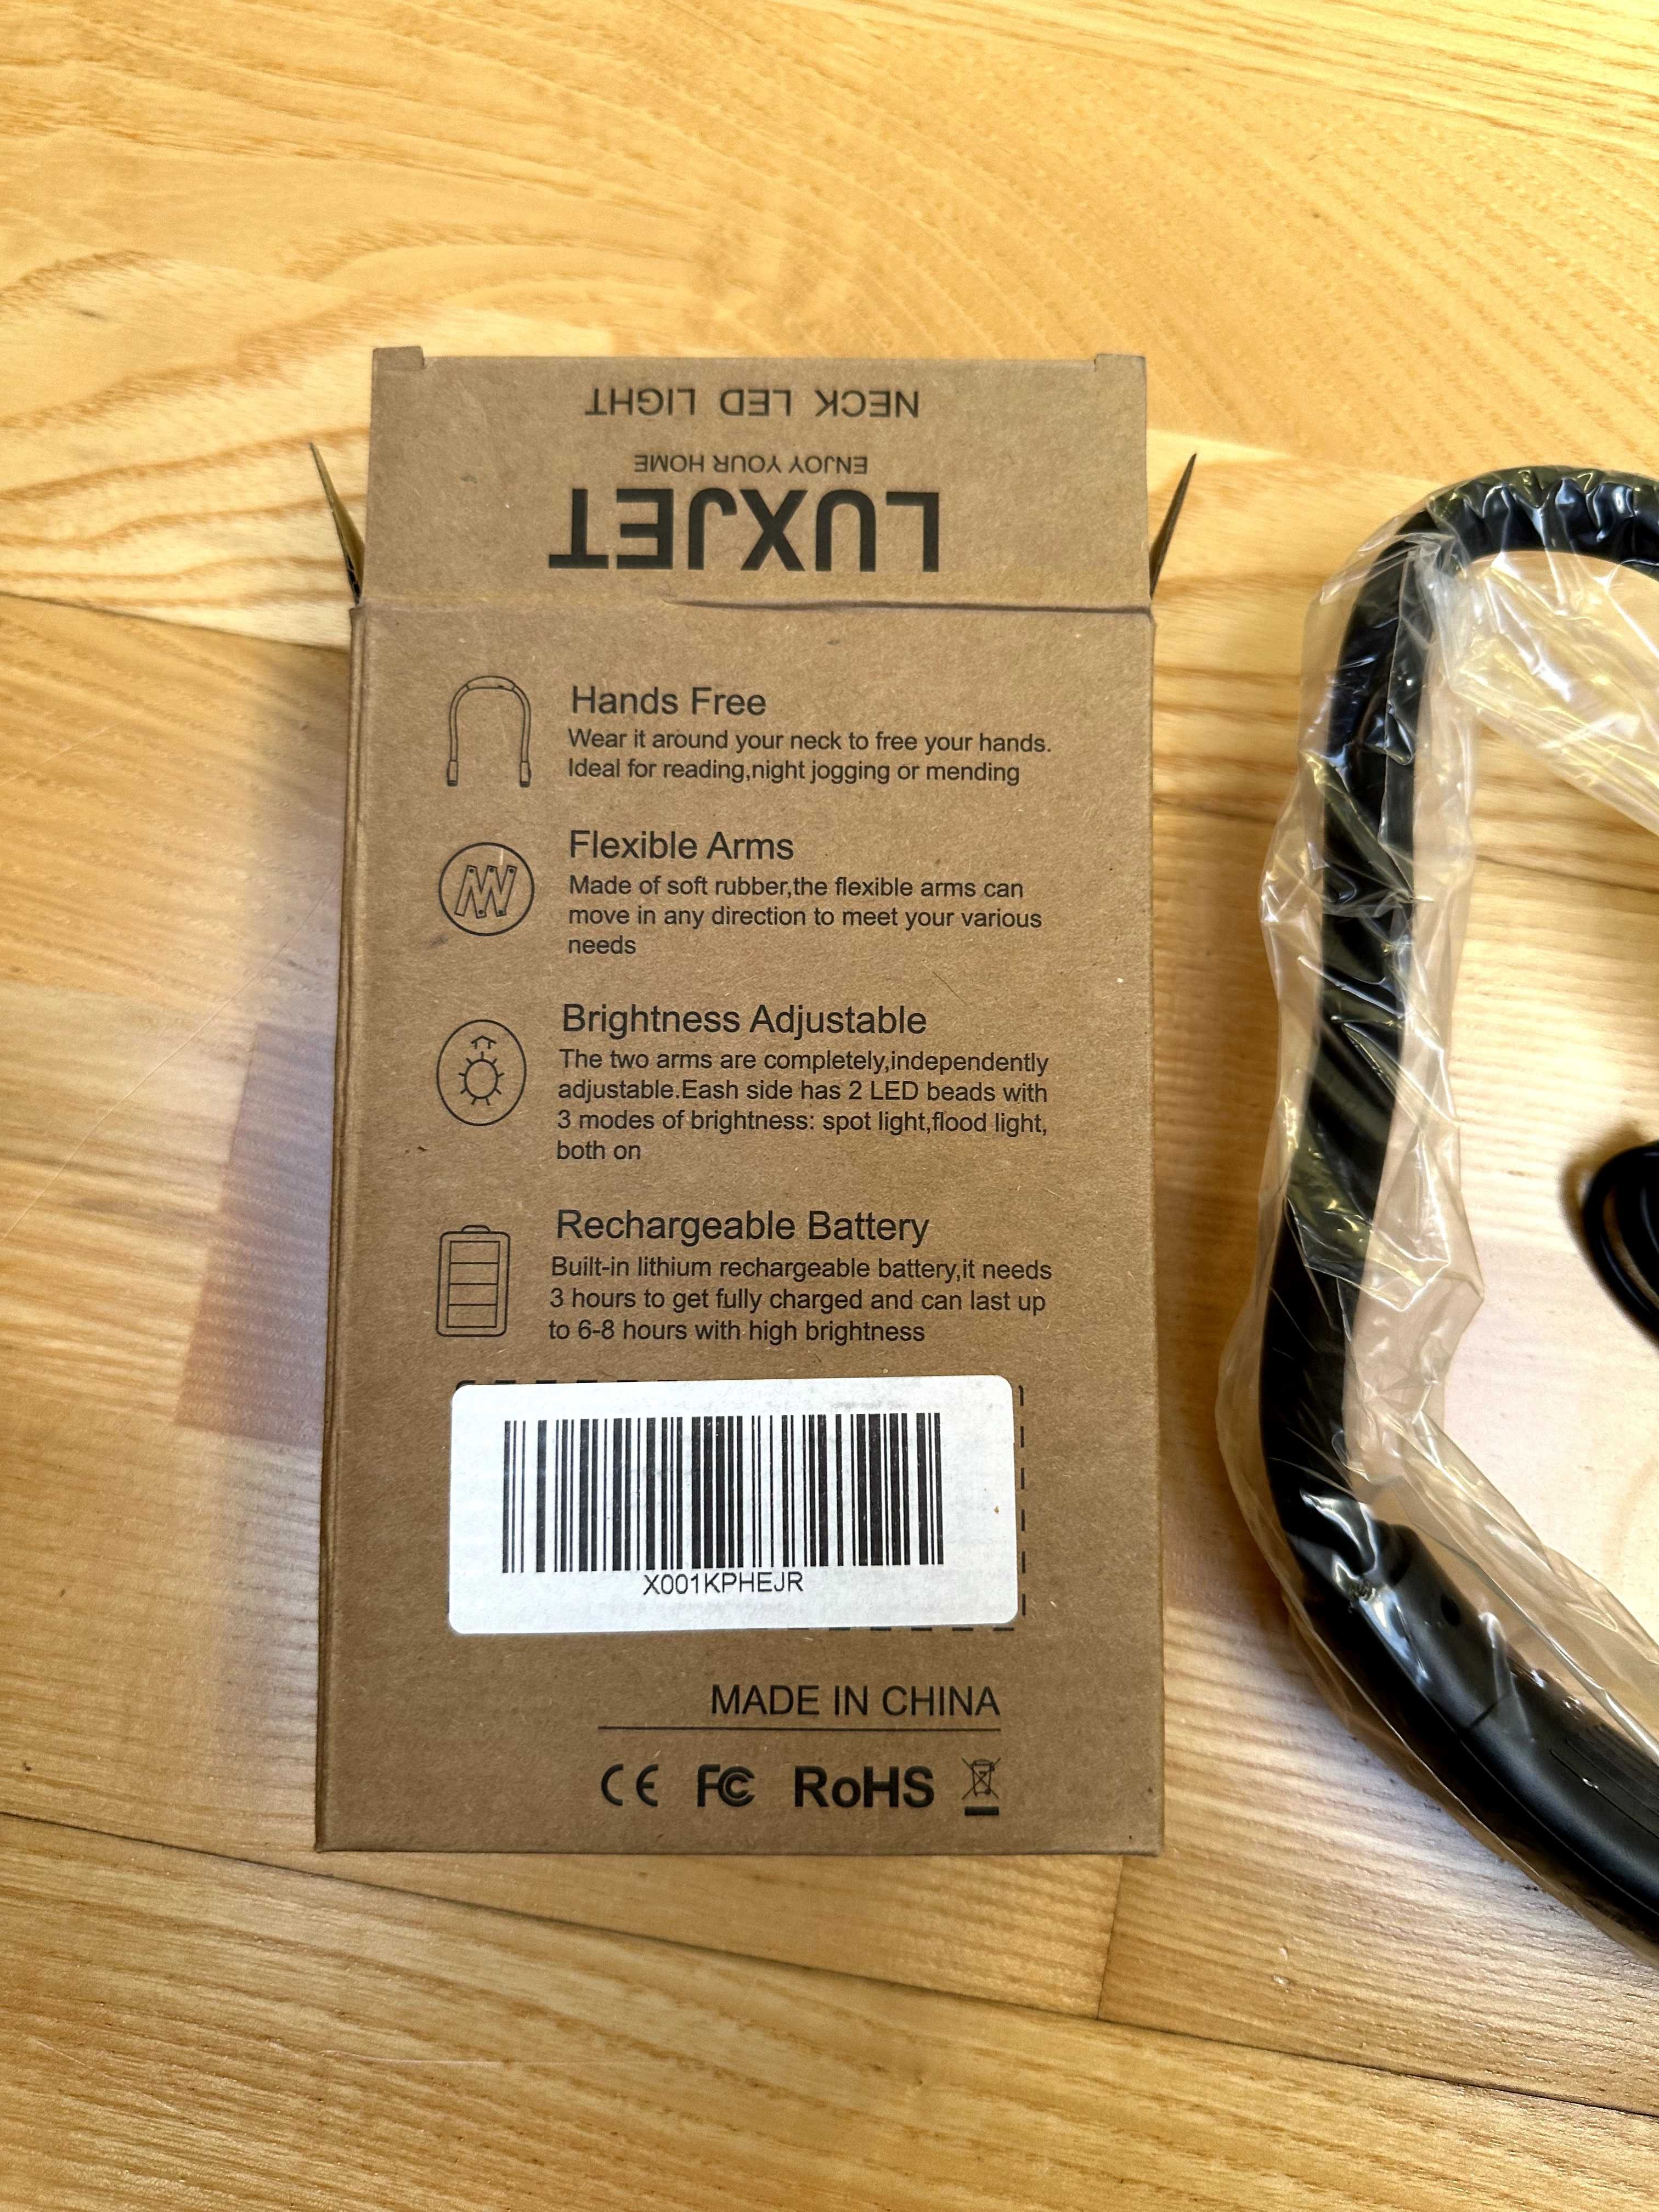 NECK LED LIGHT
ENJOY YOUR HOME
LUXJET
Hands Free
Wear it around your neck to free your hands.
Ideal for reading,night jogging or mending
Flexible Arms
Made of soft rubber,the flexible arms can
move in any direction to meet your various
needs
Brightness Adjustable
The two arms are completely,independently
adjustable.Eash side has 2 LED beads with
3 modes of brightness: spot light,flood light,
both on
Rechargeable Battery
Built-in lithium rechargeable battery,it needs
3 hours to get fully charged and can last up
to 6-8 hours with high brightness
X001KPHEJR
MADE IN CHINA
CE FC RoHS